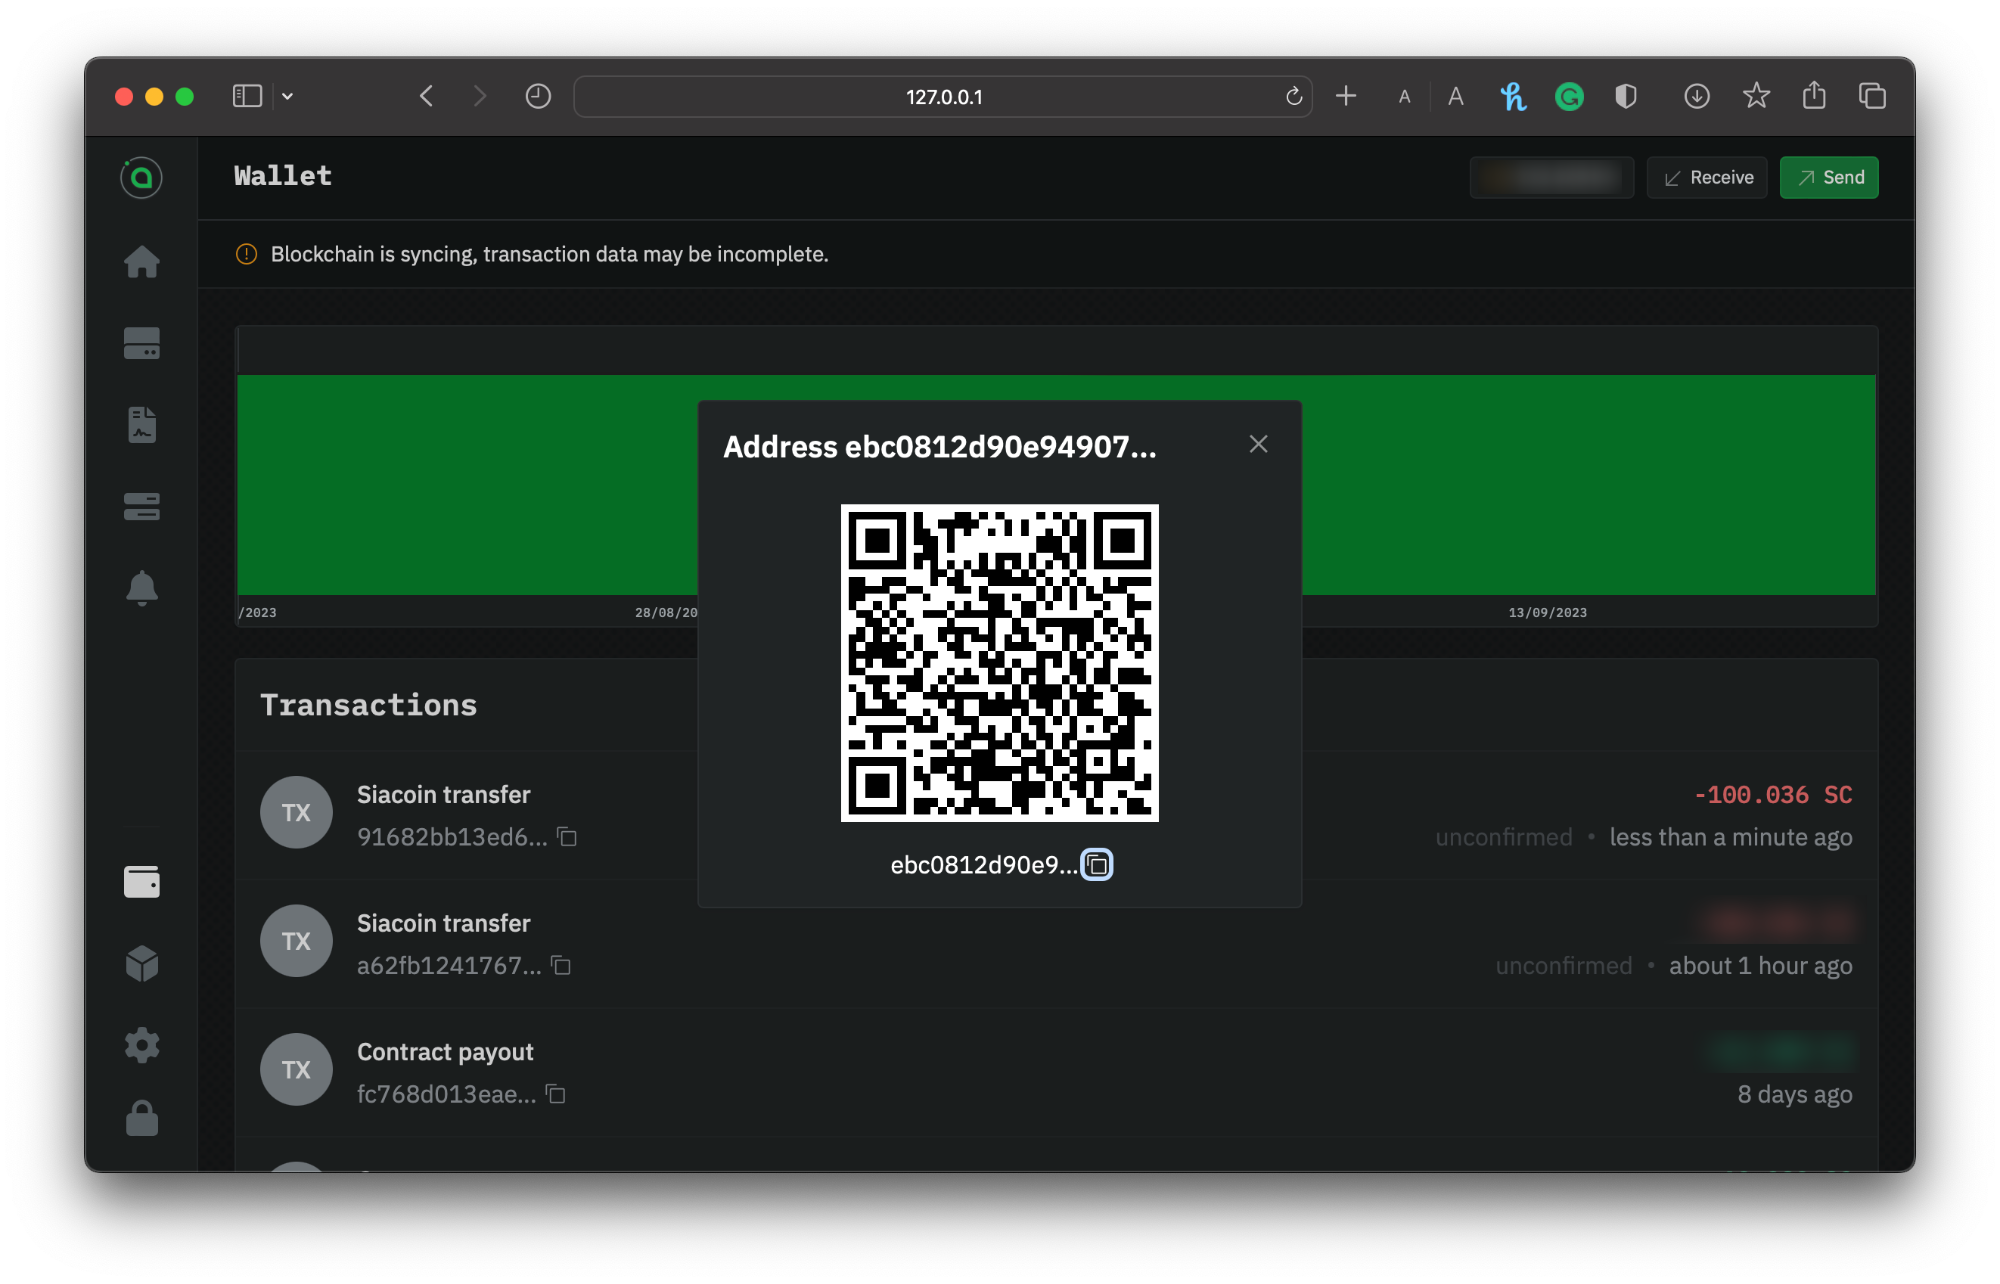 127.0.0.1
A A
Wallet
Receive
Send
Blockchain is syncing, transaction data may be incomplete.
Address ebc0812d90e94907...
/2023
28/08/20
13/09/2023
ebc0812d90e9...
Transactions
TX
Siacoin transfer
-100.036 SC
91682bb13ed6...
unconfirmed • less than a minute ago
TX
Siacoin transfer
a62fb1241767...
unconfirmed • about 1 hour ago
TX
Contract payout
fc768d013eae...
8 days ago